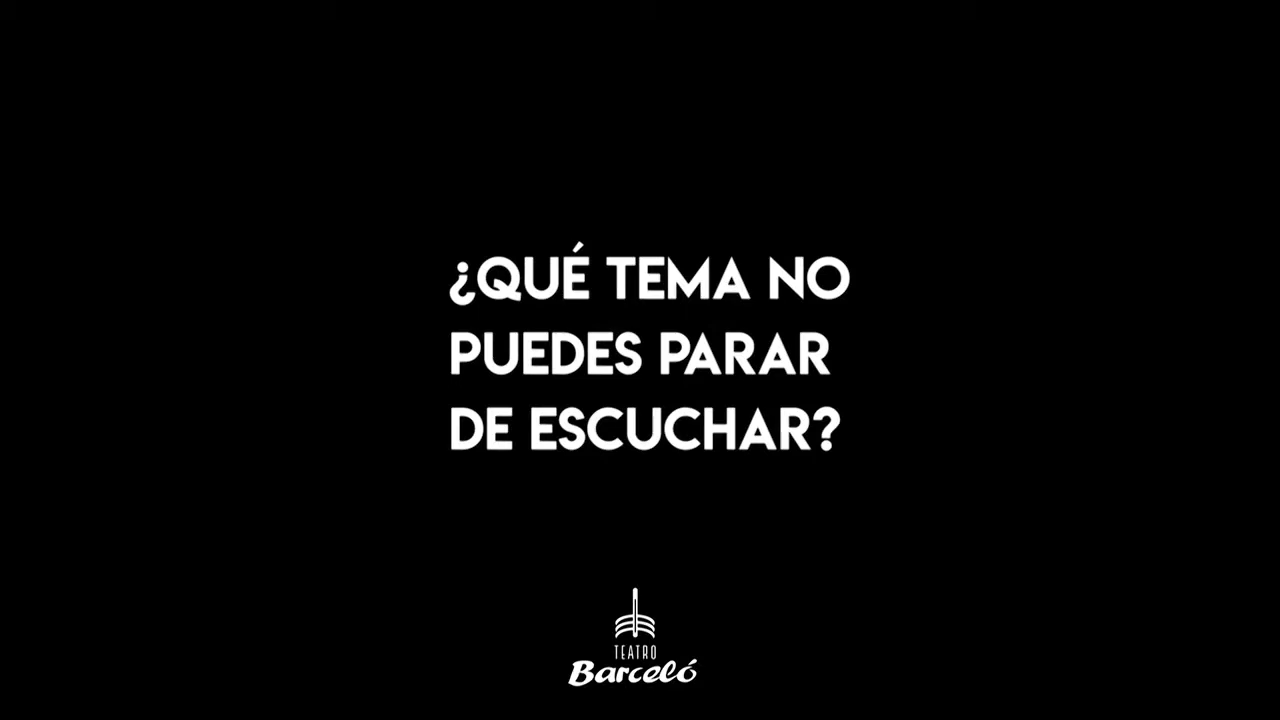 ¿QUÉ TEMA NO
PUEDES PARAR
DE ESCUCHAR?
TEATRO
Barceló